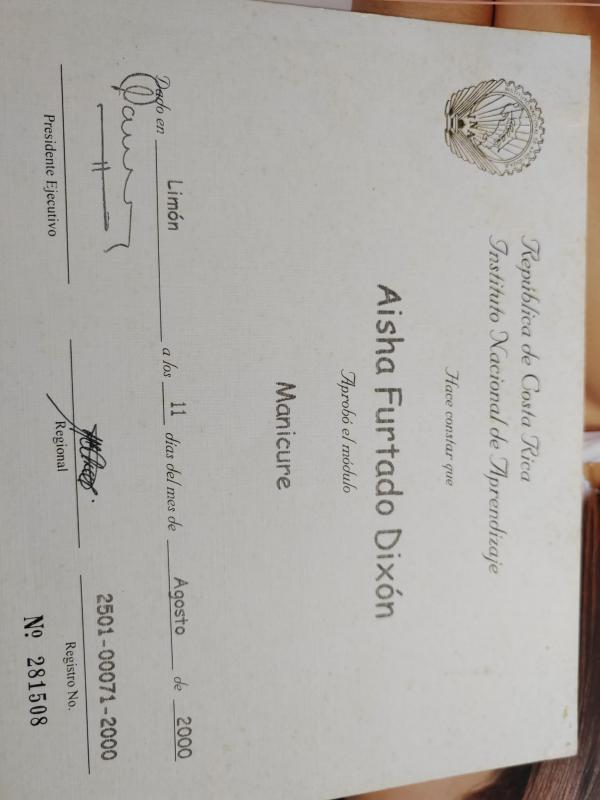 INA
República de Costa Rica
Instituto Nacional de Aprendizaje
Hace constar que
Aisha Furtado Dixón
Aprobó el módulo
Manicure
Dado en Limón a los 11 días del mes de Agosto de 2000
2501-00071-2000
Presidente Ejecutivo Regional Registro No.
Nº 281508